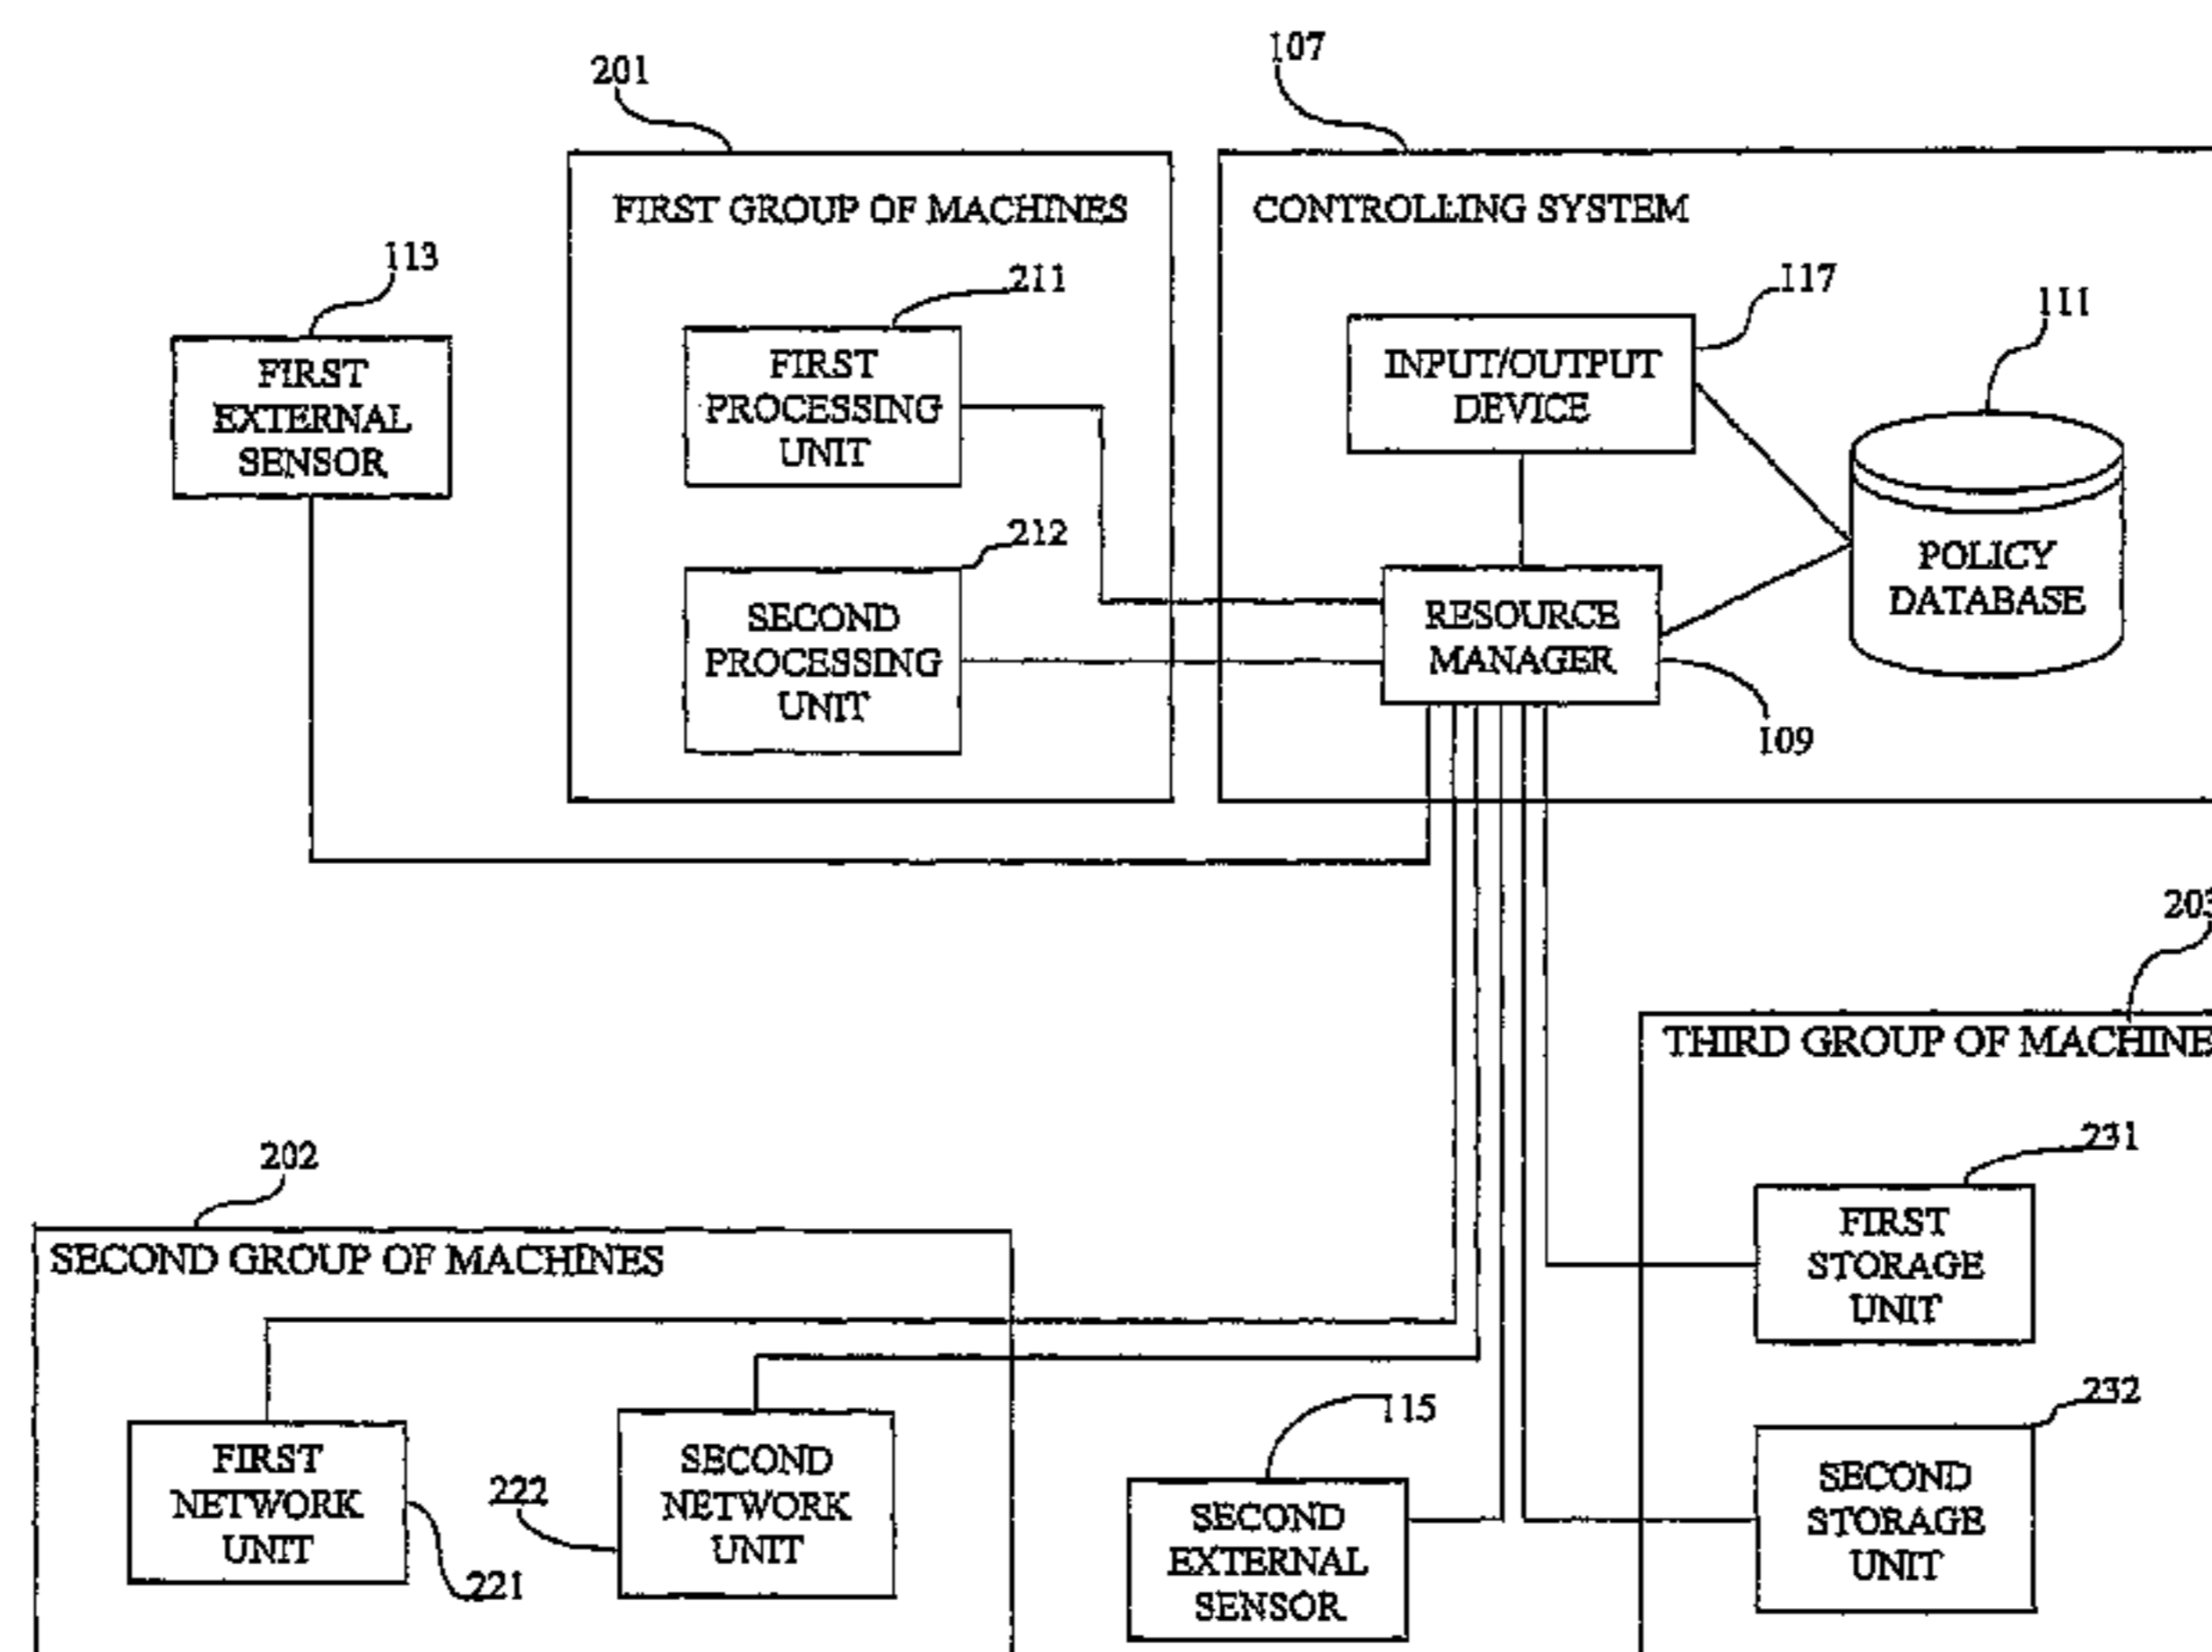 107
201
FIRST GROUP OF MACHINES
CONTROLLING SYSTEM
113
211
117
111
FIRST
EXTERNAL
SENSOR
FIRST
PROCESSING
UNIT
INPUT/OUTPUT
DEVICE
212
SECOND
PROCESSING
UNIT
RESOURCE
MANAGER
POLICY
DATABASE
109
203
THIRD GROUP OF MACHINE
231
202
FIRST
STORAGE
UNIT
SECOND GROUP OF MACHINES
232
115
FIRST
NETWORK
UNIT
221
222
SECOND
NETWORK
UNIT
SECOND
EXTERNAL
SENSOR
SECOND
STORAGE
UNIT